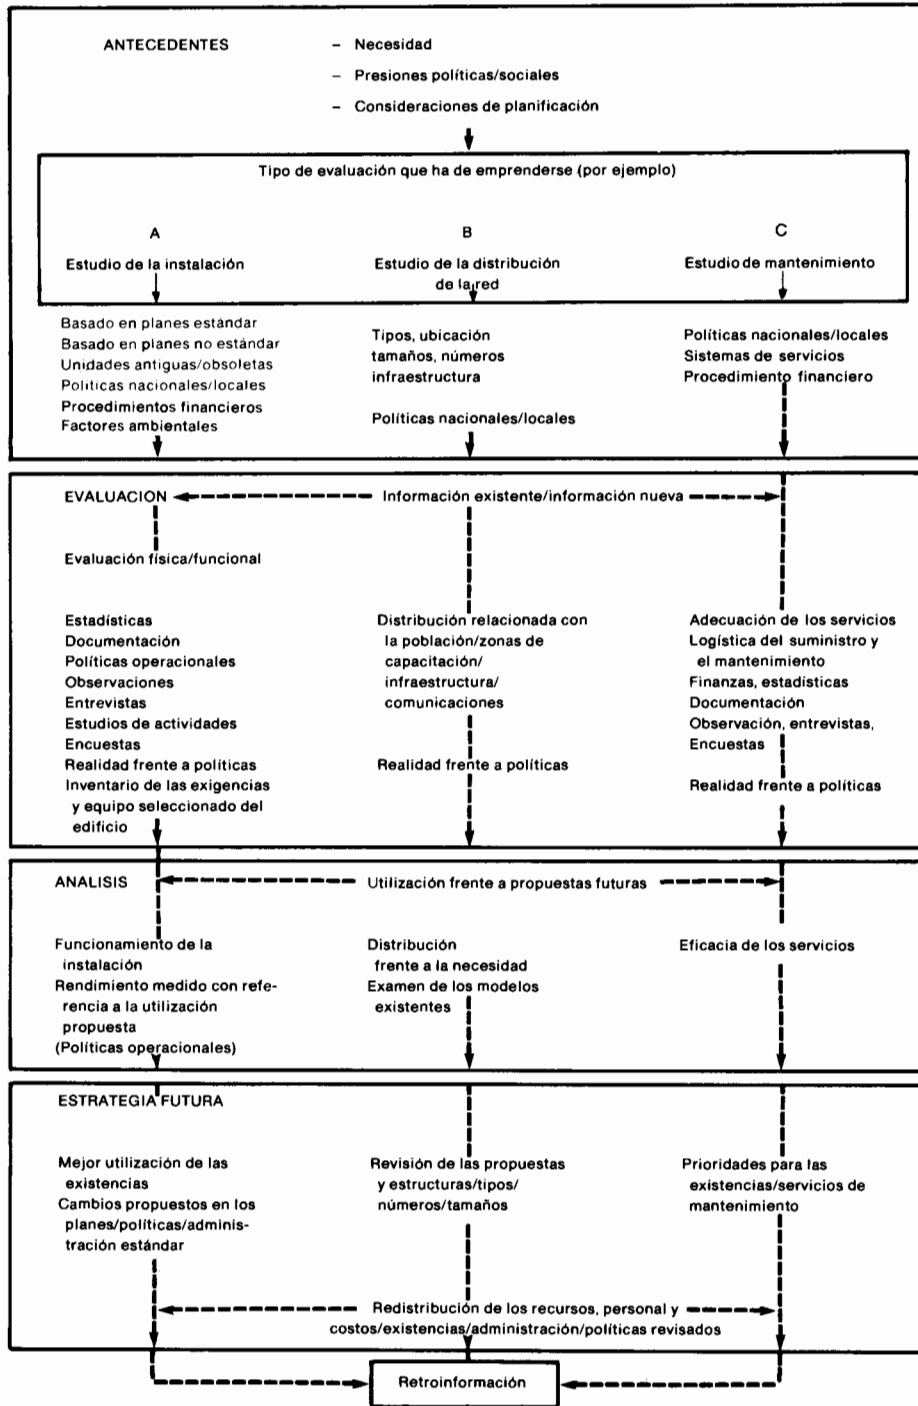 ANTECEDENTES
– Necesidad
– Presiones políticas/sociales
– Consideraciones de planificación
Tipo de evaluación que ha de emprenderse (por ejemplo)
A
Estudio de la instalación
B
Estudio de la distribución
de la red
C
Estudio de mantenimiento
Basado en planes estándar
Basado en planes no estándar
Unidades antiguas/obsoletas
Políticas nacionales/locales
Procedimientos financieros
Factores ambientales
Tipos, ubicación
tamaños, números
infraestructura
Políticas nacionales/locales
Políticas nacionales/locales
Sistemas de servicios
Procedimiento financiero
EVALUACION
Información existente/información nueva
Evaluación física/funcional
Estadísticas
Documentación
Políticas operacionales
Observaciones
Entrevistas
Estudios de actividades
Encuestas
Realidad frente a políticas
Inventario de las exigencias
y equipo seleccionado del
edificio
Distribución relacionada con
la población/zonas de
capacitación/
infraestructura/
comunicaciones
Realidad frente a políticas
Adecuación de los servicios
Logística del suministro y
el mantenimiento
Finanzas, estadísticas
Documentación
Observación, entrevistas,
Encuestas
Realidad frente a políticas
ANALISIS
Utilización frente a propuestas futuras
Funcionamiento de la
instalación
Rendimiento medido con refe-
rencia a la utilización
propuesta
(Políticas operacionales)
Distribución
frente a la necesidad
Examen de los modelos
existentes
Eficacia de los servicios
ESTRATEGIA FUTURA
Mejor utilización de las
existencias
Cambios propuestos en los
planes/políticas/adminis-
tración estándar
Revisión de las propuestas
y estructuras/tipos/
números/tamaños
Prioridades para las
existencias/servicios de
mantenimiento
Redistribución de los recursos, personal y
costos/existencias/administración/políticas revisados
Retroinformación